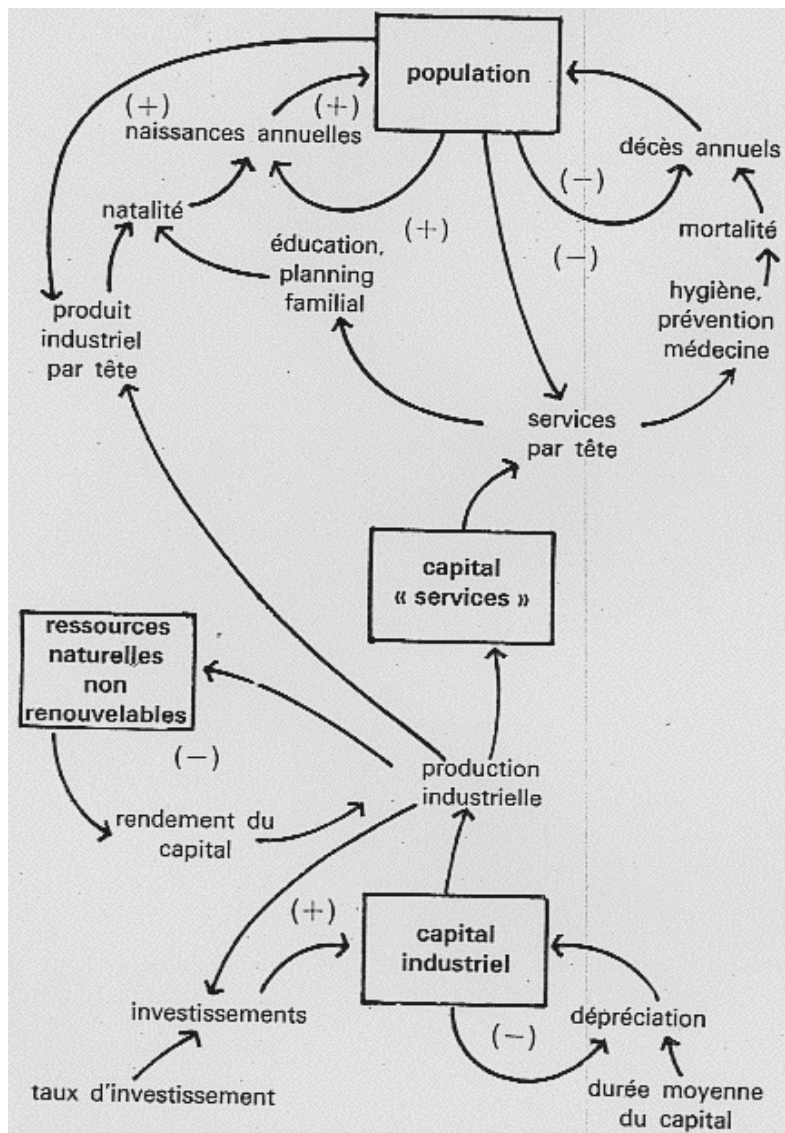 population
(+)
(+)
naissances annuelles
décès annuels
(−)
natalité
(+)
mortalité
éducation,
planning
familial
(−)
hygiène,
prévention
médecine
produit
industriel
par tête
services
par tête
capital
« services »
ressources
naturelles
non
renouvelables
(−)
production
industrielle
rendement du
capital
(+)
capital
industriel
investissements
(−)
dépréciation
taux d'investissement
durée moyenne
du capital